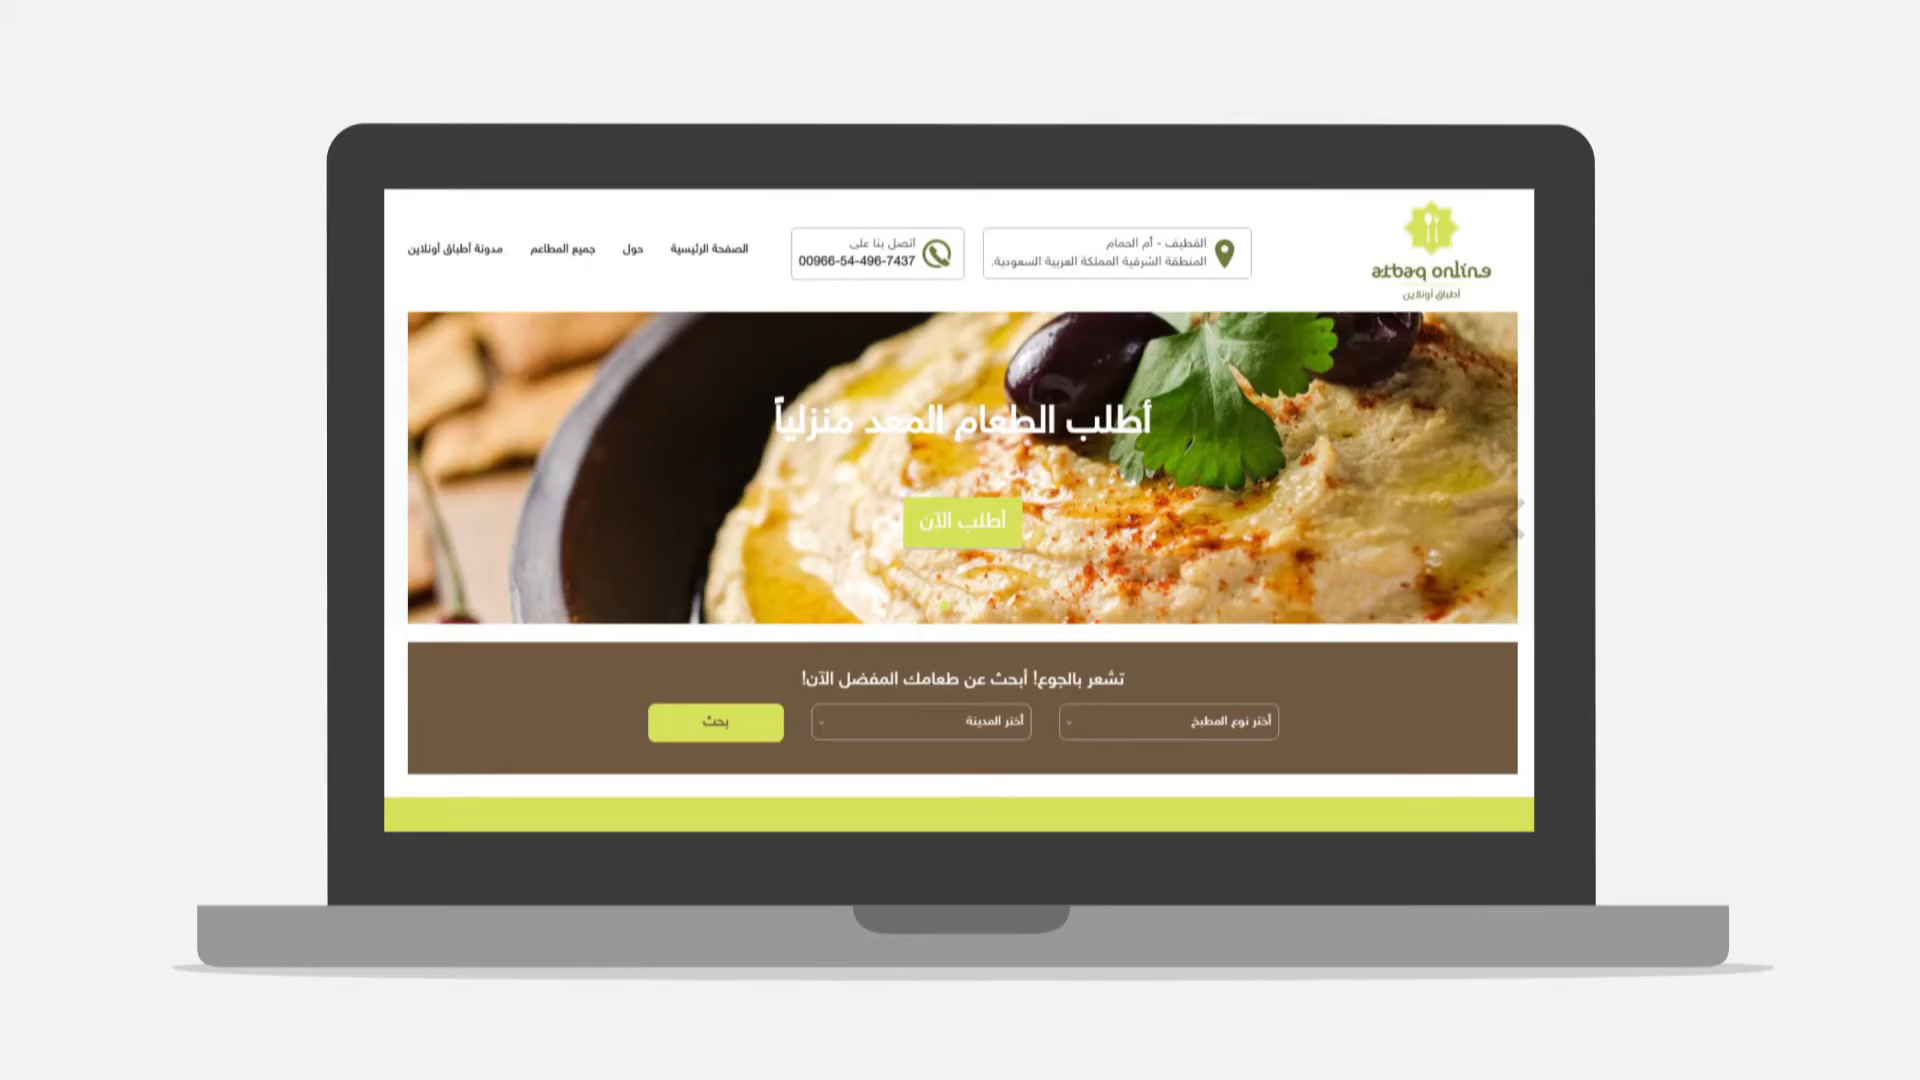 atbaq online
أطباق أونلاين
القطيف - أم الحمام
المنطقة الشرقية المملكة العربية السعودية.
اتصل بنا على
00966-54-496-7437
الصفحة الرئيسية
حول
جميع المطاعم
مدونة أطباق أونلاين
أطلب الطعام المعد منزلياً
أطلب الآن
تشعر بالجوع! أبحث عن طعامك المفضل الآن!
أختر نوع المطبخ
أختر المدينة
بحث